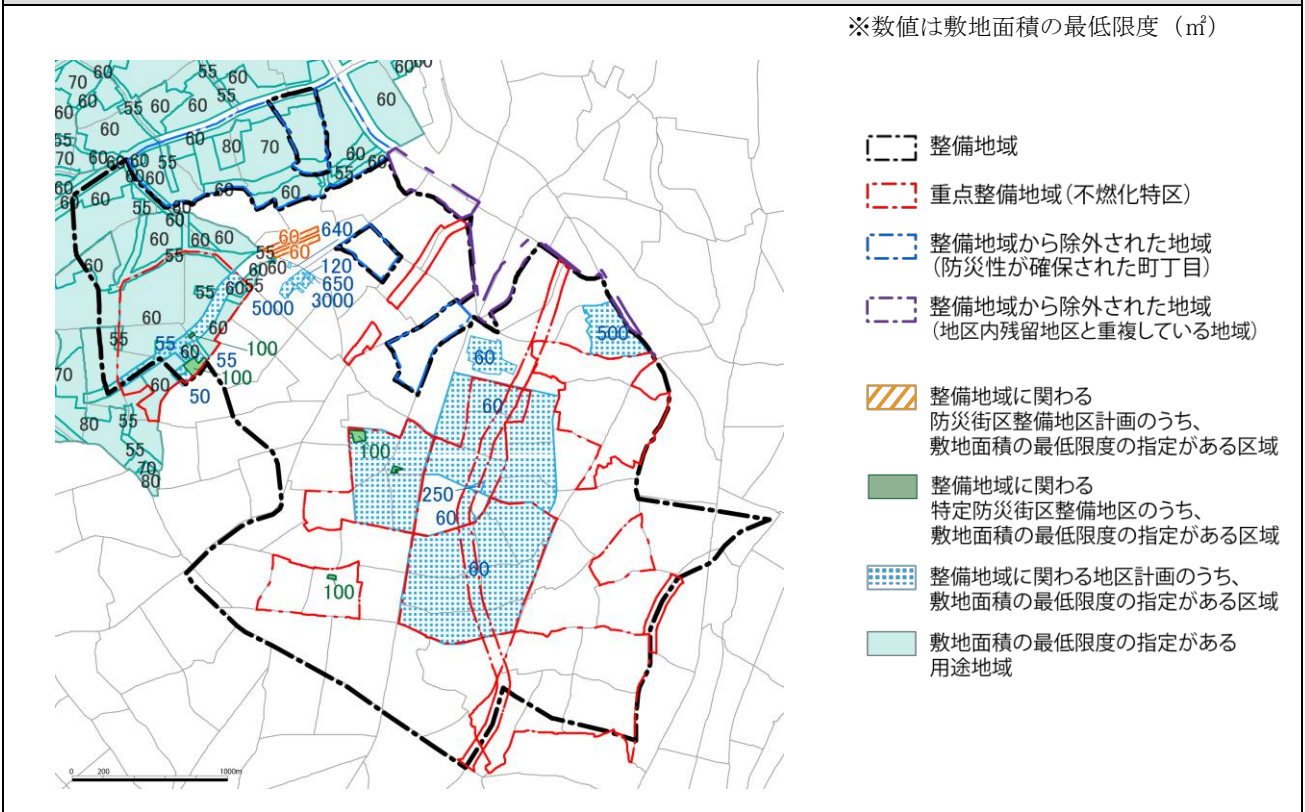 ※数値は敷地面積の最低限度（㎡）
整備地域
重点整備地域（不燃化特区）
整備地域から除外された地域
（防災性が確保された町丁目）
整備地域から除外された地域
（地区内残留地区と重複している地域）
整備地域に関わる
防災街区整備地区計画のうち、
敷地面積の最低限度の指定がある区域
整備地域に関わる
特定防災街区整備地区のうち、
敷地面積の最低限度の指定がある区域
整備地域に関わる地区計画のうち、
敷地面積の最低限度の指定がある区域
敷地面積の最低限度の指定がある
用途地域
60
55
60
70
60
55
60
60
55
60
60
60
80
70
60
55
60
60
60
55
60
60
60
60
640
60
120
650
3000
5000
55
60
60
55
100
55
100
50
60
70
80
55
55
70
80
500
60
60
100
250
60
60
100
0 200 1000m